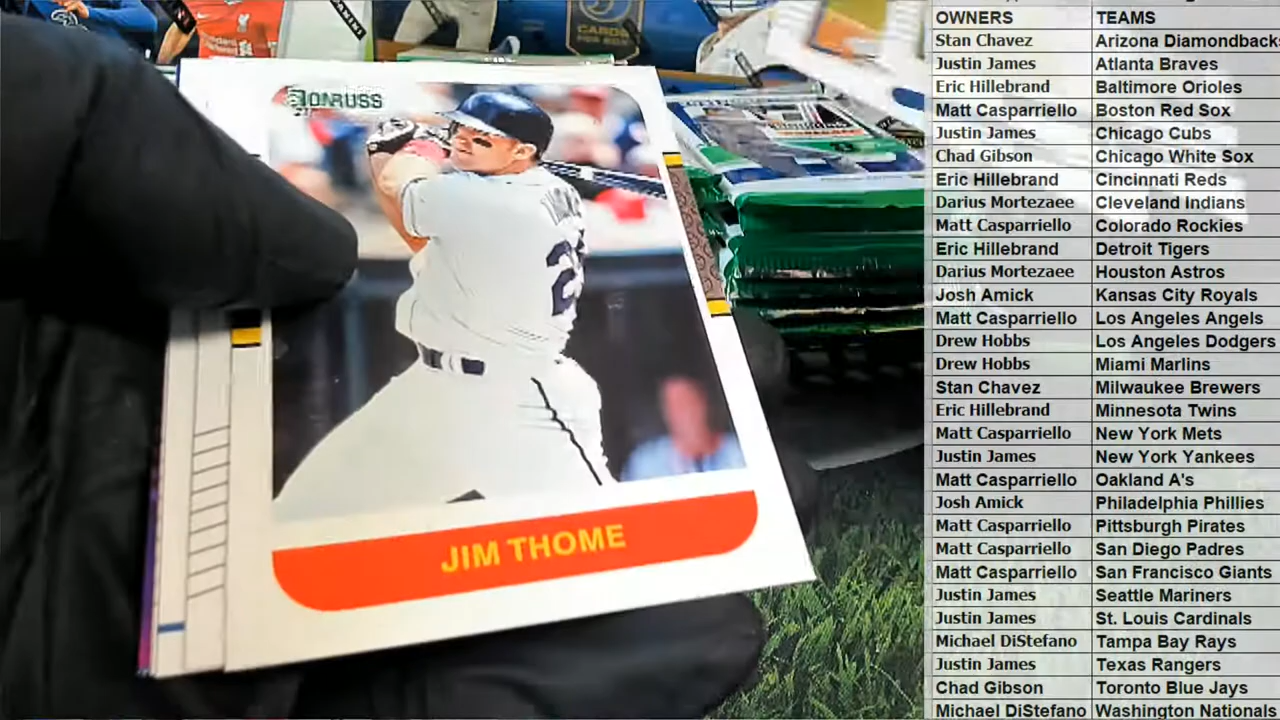 DONRUSS
JIM THOME
PANINI
OWNERS TEAMS
Stan Chavez Arizona Diamondbacks
Justin James Atlanta Braves
Eric Hillebrand Baltimore Orioles
Matt Casparriello Boston Red Sox
Justin James Chicago Cubs
Chad Gibson Chicago White Sox
Eric Hillebrand Cincinnati Reds
Darius Mortezaee Cleveland Indians
Matt Casparriello Colorado Rockies
Eric Hillebrand Detroit Tigers
Darius Mortezaee Houston Astros
Josh Amick Kansas City Royals
Matt Casparriello Los Angeles Angels
Drew Hobbs Los Angeles Dodgers
Drew Hobbs Miami Marlins
Stan Chavez Milwaukee Brewers
Eric Hillebrand Minnesota Twins
Matt Casparriello New York Mets
Justin James New York Yankees
Matt Casparriello Oakland A's
Josh Amick Philadelphia Phillies
Matt Casparriello Pittsburgh Pirates
Matt Casparriello San Diego Padres
Matt Casparriello San Francisco Giants
Justin James Seattle Mariners
Justin James St. Louis Cardinals
Michael DiStefano Tampa Bay Rays
Justin James Texas Rangers
Chad Gibson Toronto Blue Jays
Michael DiStefano Washington Nationals